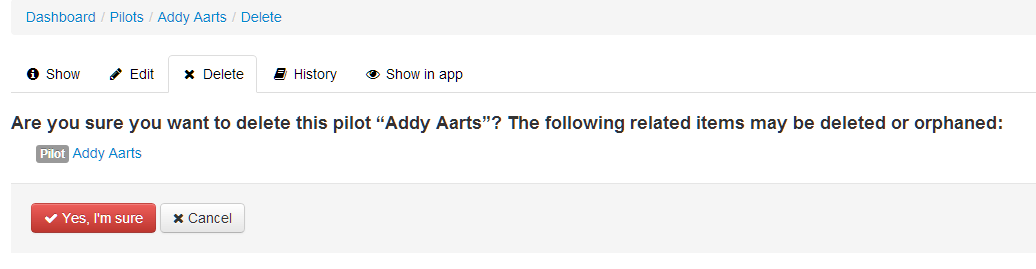 Dashboard / Pilots / Addy Aarts / Delete
Show Edit Delete History Show in app
Are you sure you want to delete this pilot “Addy Aarts”? The following related items may be deleted or orphaned:
Pilot Addy Aarts
Yes, I'm sure Cancel